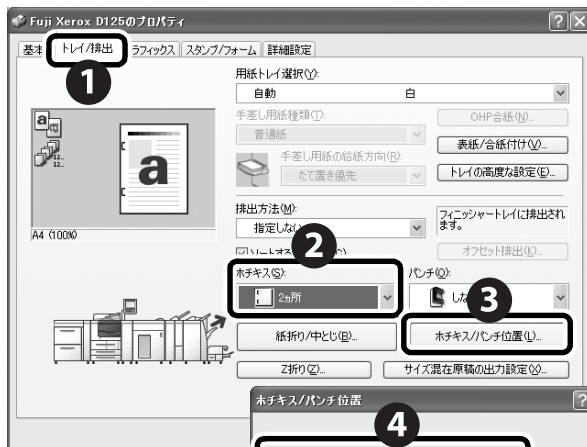 Fuji Xerox D125のプロパティ
基本
トレイ/排出
ラフィックス
スタンプ/フォーム
詳細設定
1
用紙トレイ選択(Y):
自動
白
手差し用紙種類(T):
普通紙
OHP合紙(N)...
表紙/合紙付け(V)...
手差し用紙の給紙方向(R):
たて置き優先
トレイの高度な設定(E)...
a
a
12..
12..
a
A4 (100%)
排出方法(M):
指定しない
フィニッシャートレイに排出され
ます。
2
オフセット排出(K)...
ホチキス(S):
2ヵ所
パンチ(O):
3
紙折り/中とじ(B)...
ホチキス/パンチ位置(L)...
Z折り(Z)...
サイズ混在原稿の出力設定(X)...
ホチキス/パンチ位置
4